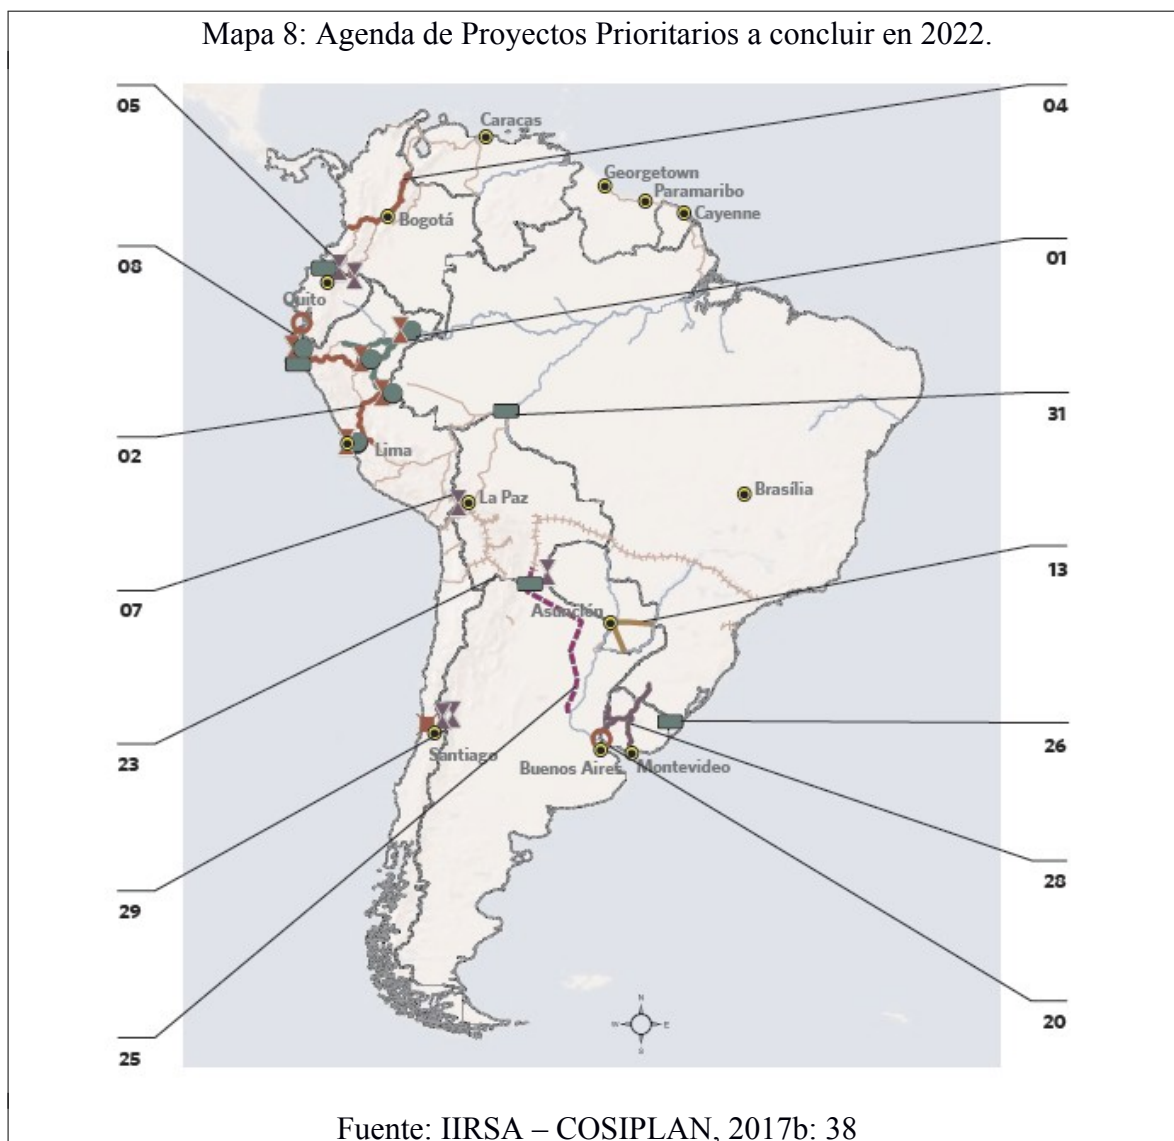 Mapa 8: Agenda de Proyectos Prioritarios a concluir en 2022.
05
04
Caracas
Georgetown
Paramaribo
Cayenne
Bogotá
08
01
Quito
31
02
Lima
La Paz
Brasília
13
07
Asunción
23
Santiago
Buenos Aires
Montevideo
26
28
29
20
25
N
W
E
S
Fuente: IIRSA – COSIPLAN, 2017b: 38